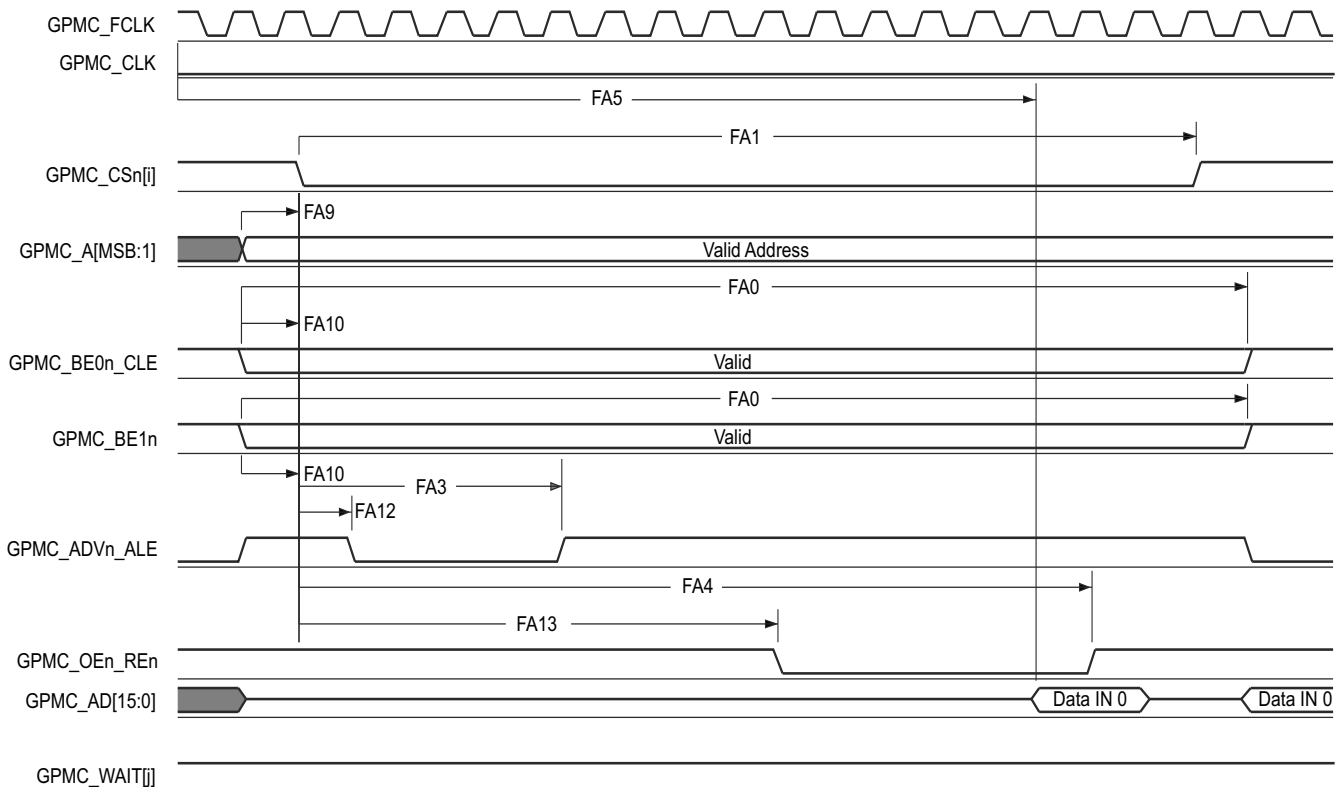 GPMC_FCLK
GPMC_CLK
FA5
FA1
GPMC_CSn[i]
FA9
GPMC_A[MSB:1]
Valid Address
FA0
FA10
GPMC_BE0n_CLE
Valid
FA0
GPMC_BE1n
Valid
FA10
FA3
FA12
GPMC_ADVn_ALE
FA4
FA13
GPMC_OEn_REn
GPMC_AD[15:0]
Data IN 0
Data IN 0
GPMC_WAIT[j]